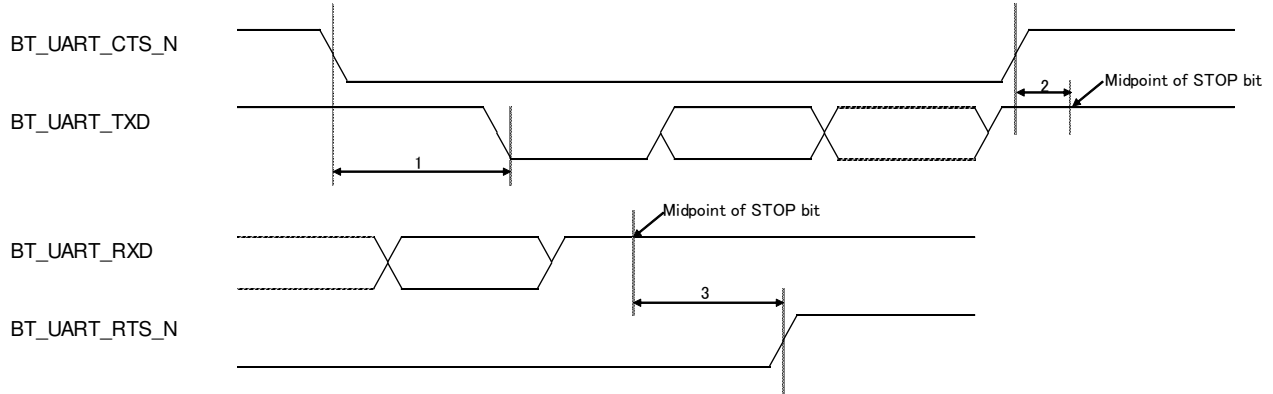 BT_UART_CTS_N
2
Midpoint of STOP bit
BT_UART_TXD
1
Midpoint of STOP bit
BT_UART_RXD
3
BT_UART_RTS_N